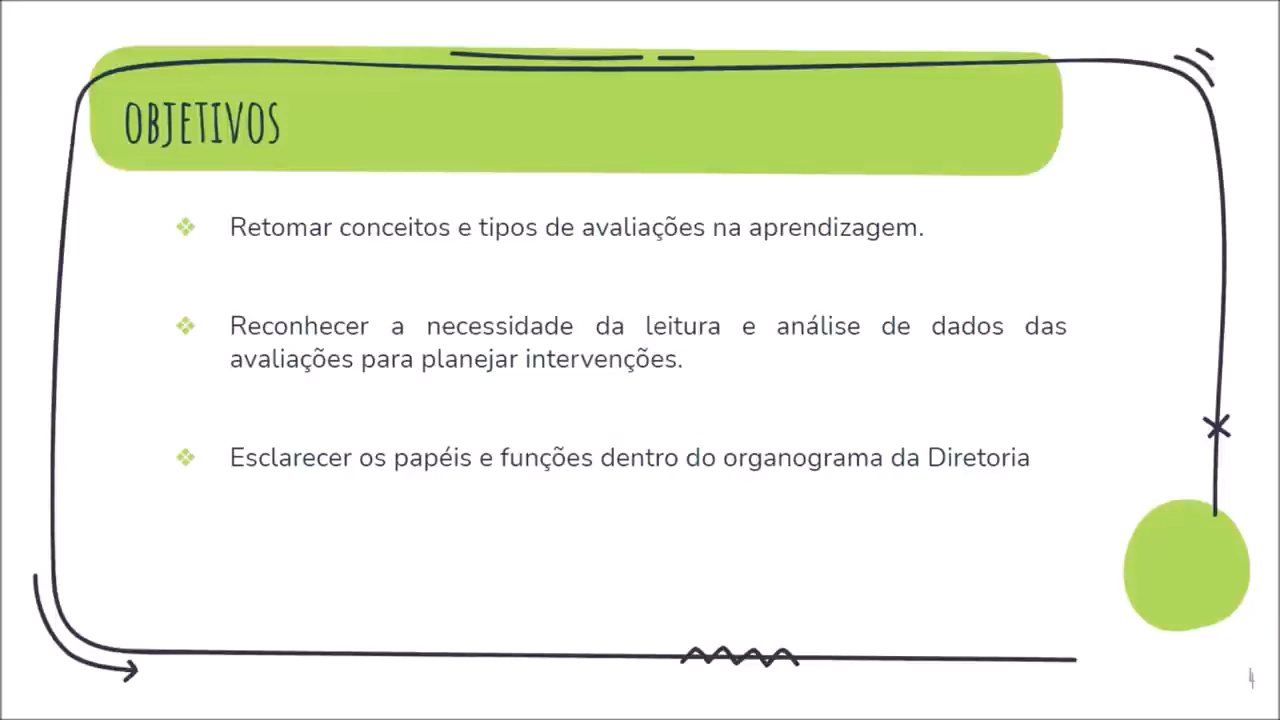 OBJETIVOS
Retomar conceitos e tipos de avaliações na aprendizagem.
Reconhecer a necessidade da leitura e análise de dados das
avaliações para planejar intervenções.
Esclarecer os papéis e funções dentro do organograma da Diretoria
4